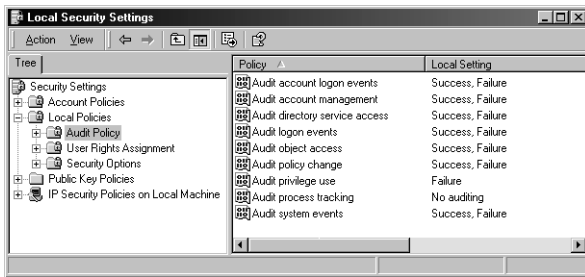 Local Security Settings
Action View
Tree
Security Settings
Account Policies
Local Policies
Audit Policy
User Rights Assignment
Security Options
Public Key Policies
IP Security Policies on Local Machine
Policy Local Setting
Audit account logon events Success, Failure
Audit account management Success, Failure
Audit directory service access Success, Failure
Audit logon events Success, Failure
Audit object access Success, Failure
Audit policy change Success, Failure
Audit privilege use Failure
Audit process tracking No auditing
Audit system events Success, Failure